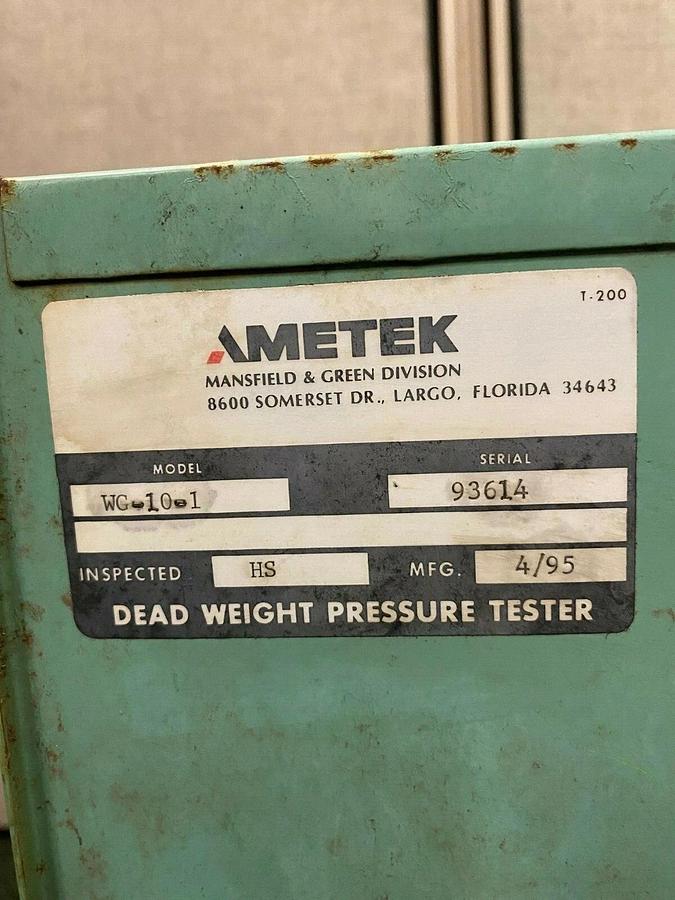 T-200
AMETEK
MANSFIELD & GREEN DIVISION
8600 SOMERSET DR., LARGO, FLORIDA 34643
MODEL SERIAL
WG-10-1 93614
INSPECTED HS MFG. 4/95
DEAD WEIGHT PRESSURE TESTER